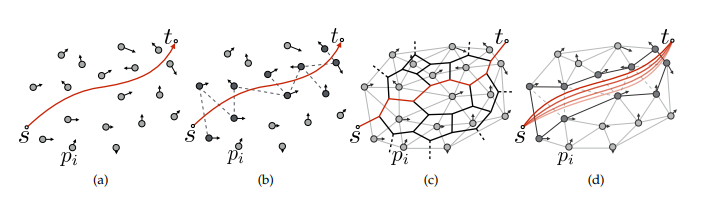 t t t t
s s s s
p_i p_i p_i p_i
(a) (b) (c) (d)